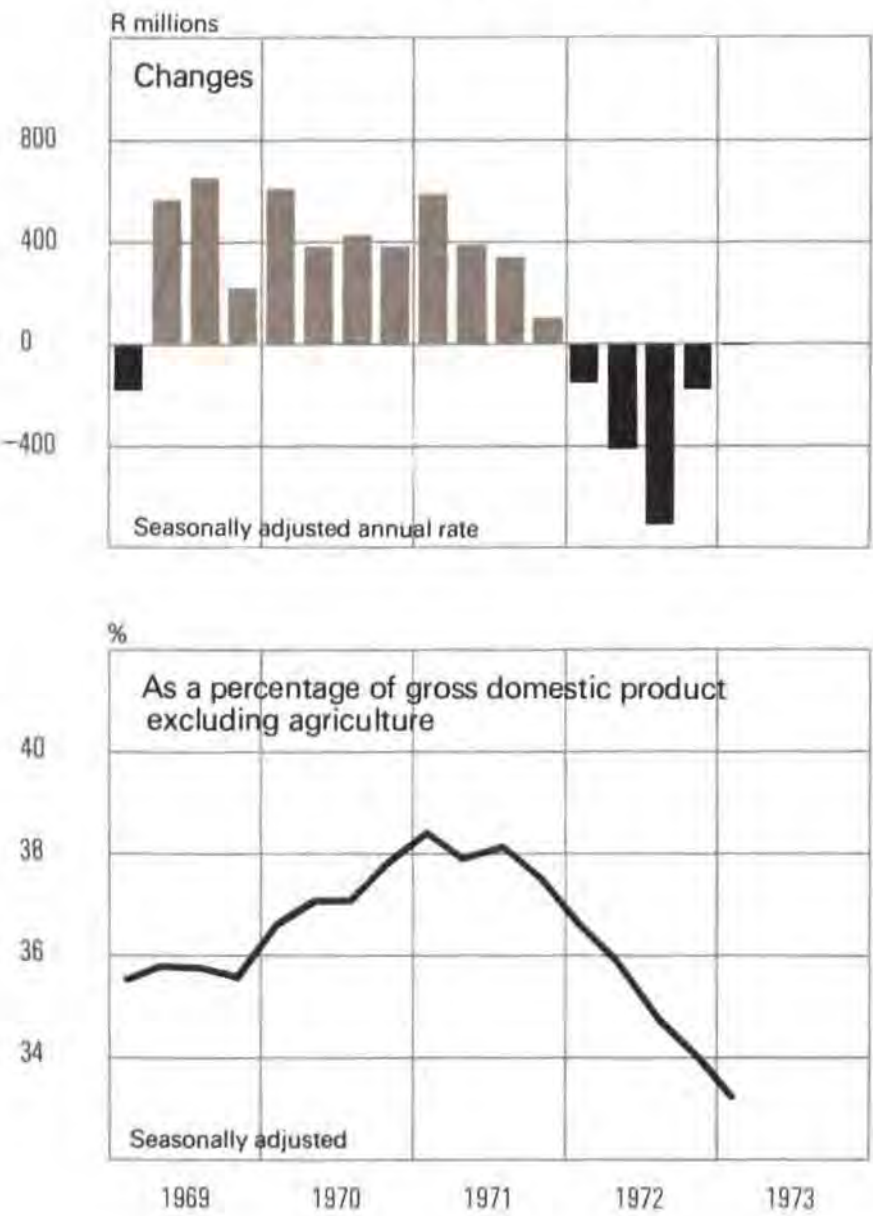 R millions
Changes
800
400
0
−400
Seasonally adjusted annual rate
%
As a percentage of gross domestic product
excluding agriculture
40
38
36
34
Seasonally adjusted
1969 1970 1971 1972 1973